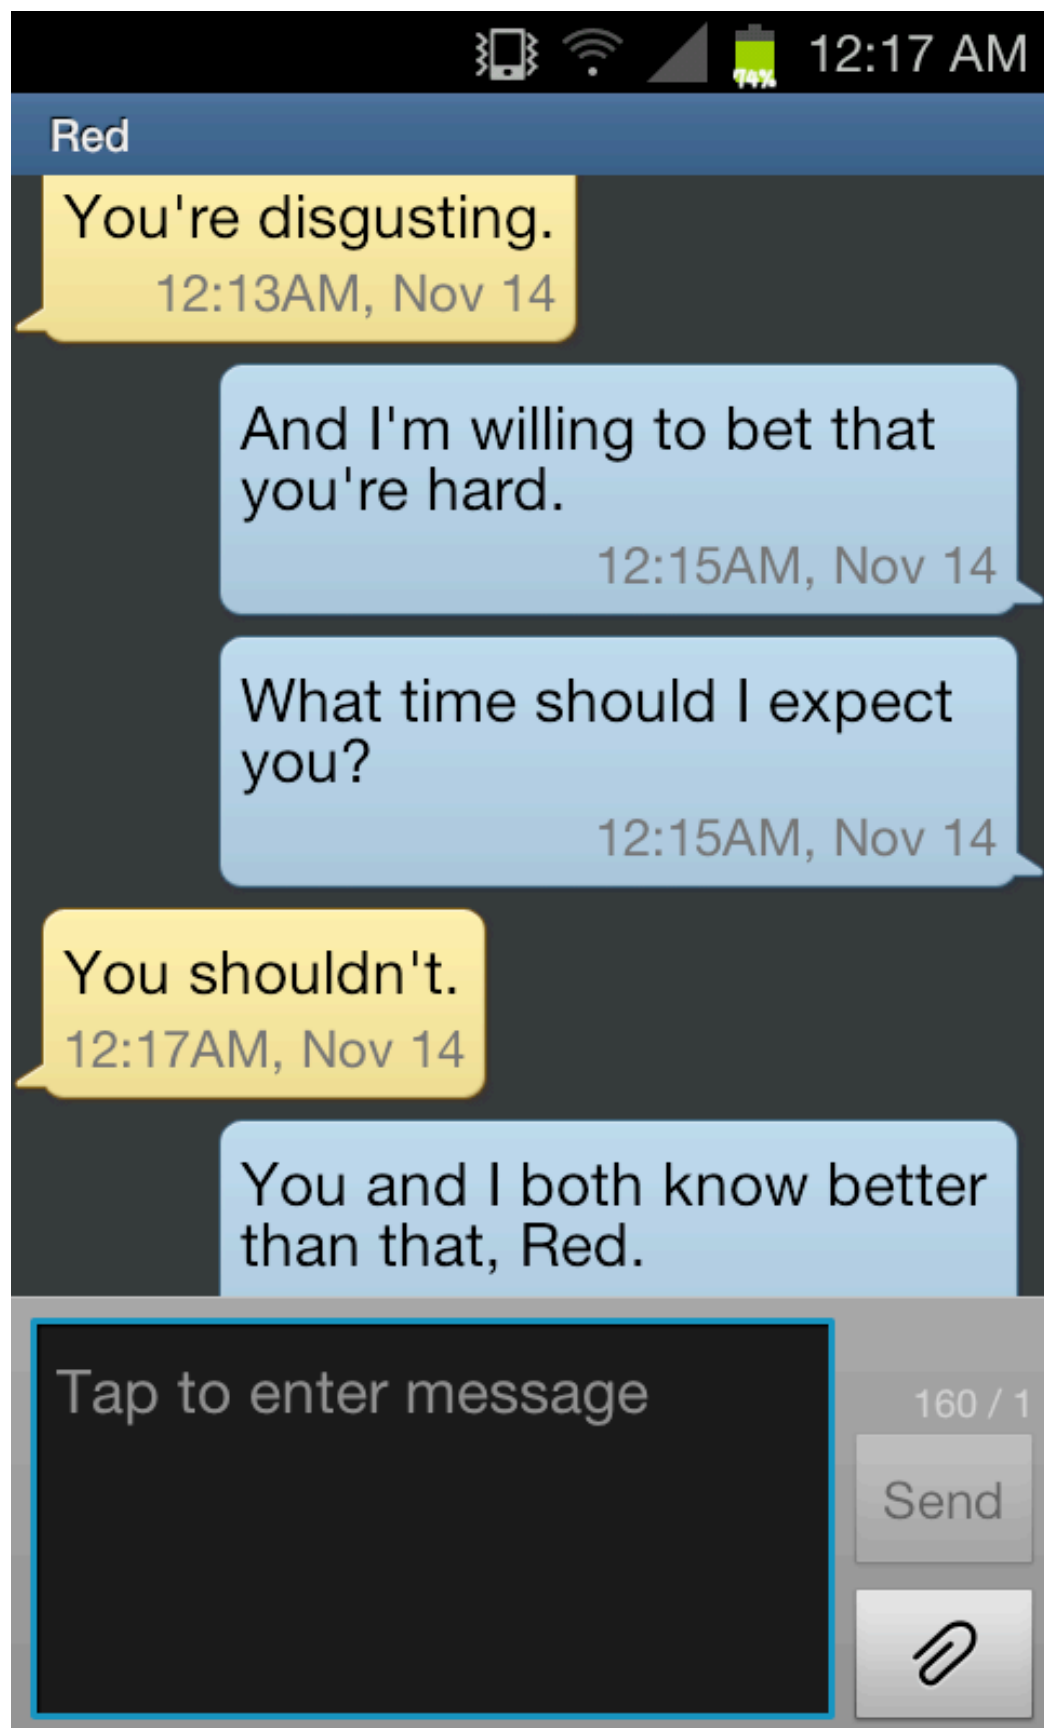 74%
12:17 AM
Red
You're disgusting.
12:13AM, Nov 14
And I'm willing to bet that
you're hard.
12:15AM, Nov 14
What time should I expect
you?
12:15AM, Nov 14
You shouldn't.
12:17AM, Nov 14
You and I both know better
than that, Red.
Tap to enter message
160 / 1
Send